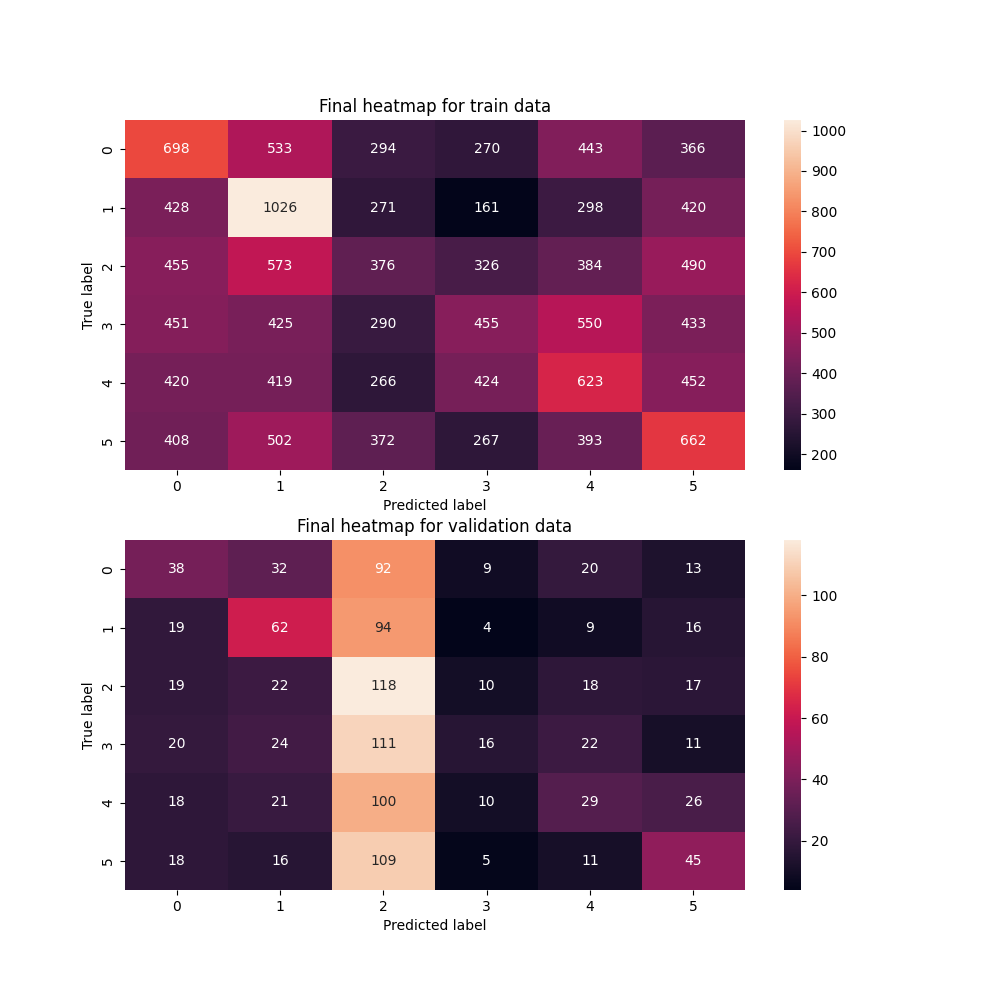 Final heatmap for train data
0 698 533 294 270 443 366
1 428 1026 271 161 298 420
2 455 573 376 326 384 490
3 451 425 290 455 550 433
4 420 419 266 424 623 452
5 408 502 372 267 393 662
0 1 2 3 4 5
Predicted label
True label
1000
900
800
700
600
500
400
300
200
Final heatmap for validation data
0 38 32 92 9 20 13
1 19 62 94 4 9 16
2 19 22 118 10 18 17
3 20 24 111 16 22 11
4 18 21 100 10 29 26
5 18 16 109 5 11 45
0 1 2 3 4 5
Predicted label
True label
100
80
60
40
20